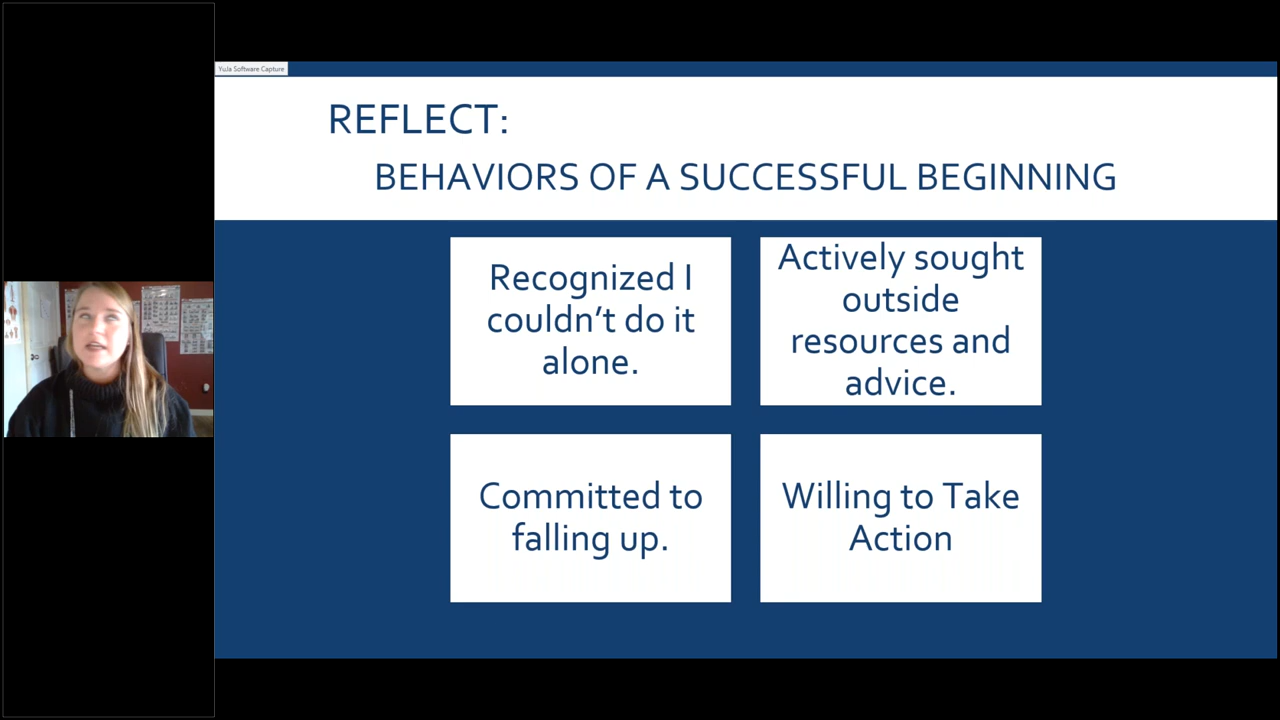 YuJa Software Capture
REFLECT:
BEHAVIORS OF A SUCCESSFUL BEGINNING
Recognized I
couldn't do it
alone.
Actively sought
outside
resources and
advice.
Committed to
falling up.
Willing to Take
Action